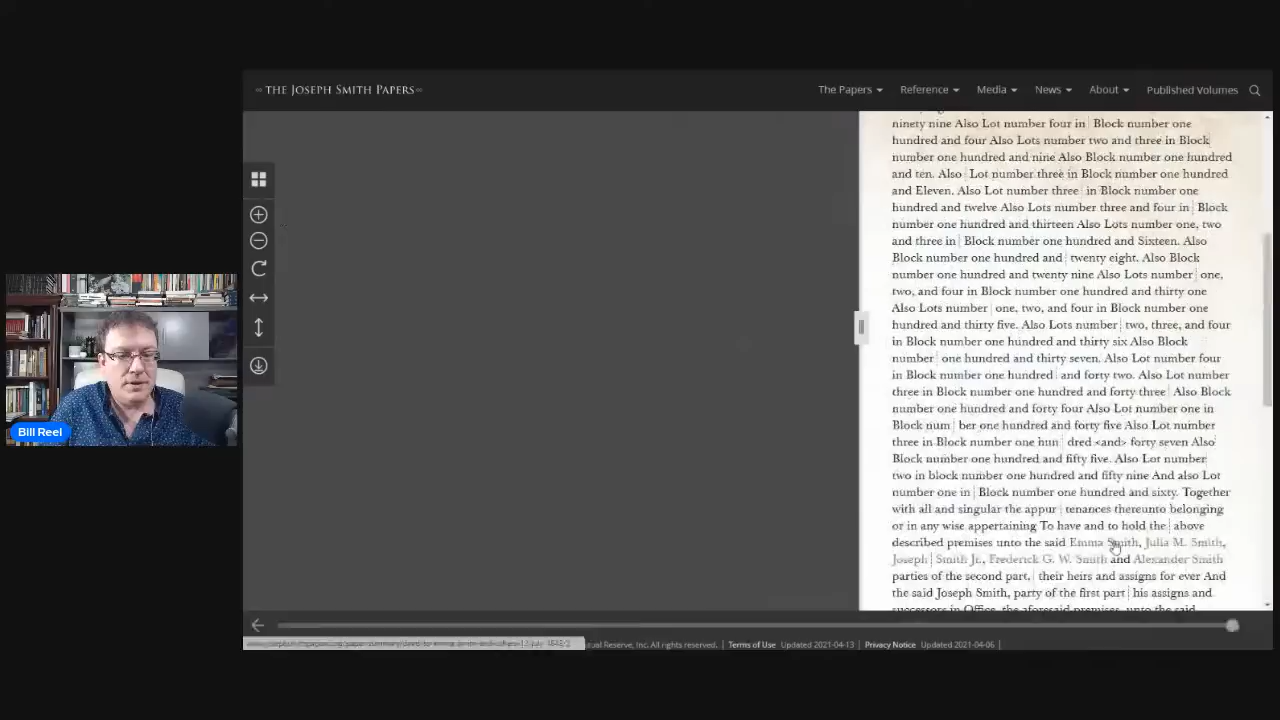 THE JOSEPH SMITH PAPERS
The Papers
Reference
Media
News
About
Published Volumes
ninety nine Also Lot number four in Block number one
hundred and four Also Lots number two and three in Block
number one hundred and nine Also Block number one hundred
and ten. Also Lot number three in Block number one hundred
and Eleven. Also Lot number three in Block number one
hundred and twelve Also Lots number three and four in Block
number one hundred and thirteen Also Lots number one, two
and three in Block number one hundred and Sixteen. Also
Block number one hundred and twenty eight. Also Block
number one hundred and twenty nine Also Lots number one,
two, and four in Block number one hundred and thirty one
Also Lots number one, two, and four in Block number one
hundred and thirty five. Also Lots number two, three, and four
in Block number one hundred and thirty six Also Block
number one hundred and thirty seven. Also Lot number four
in Block number one hundred and forty two. Also Lot number
three in Block number one hundred and forty three Also Block
number one hundred and forty four Also Lot number one in
Block num ber one hundred and forty five Also Lot number
three in Block number one hun dred <and> forty seven Also
Block number one hundred and fifty five. Also Lot number
two in block number one hundred and fifty nine And also Lot
number one in Block number one hundred and sixty. Together
with all and singular the appur tenances thereunto belonging
or in any wise appertaining To have and to hold the above
described premises unto the said Emma Smith, Julia M. Smith,
Joseph Smith Jr., Frederick G. W. Smith and Alexander Smith
parties of the second part, their heirs and assigns for ever And
the said Joseph Smith, party of the first part his assigns and
successors in Office, the aforesaid premises, unto the said
Bill Reel
Reserve, Inc. All rights reserved. | Terms of Use Updated 2021-04-13 | Privacy Notice Updated 2021-04-06 |